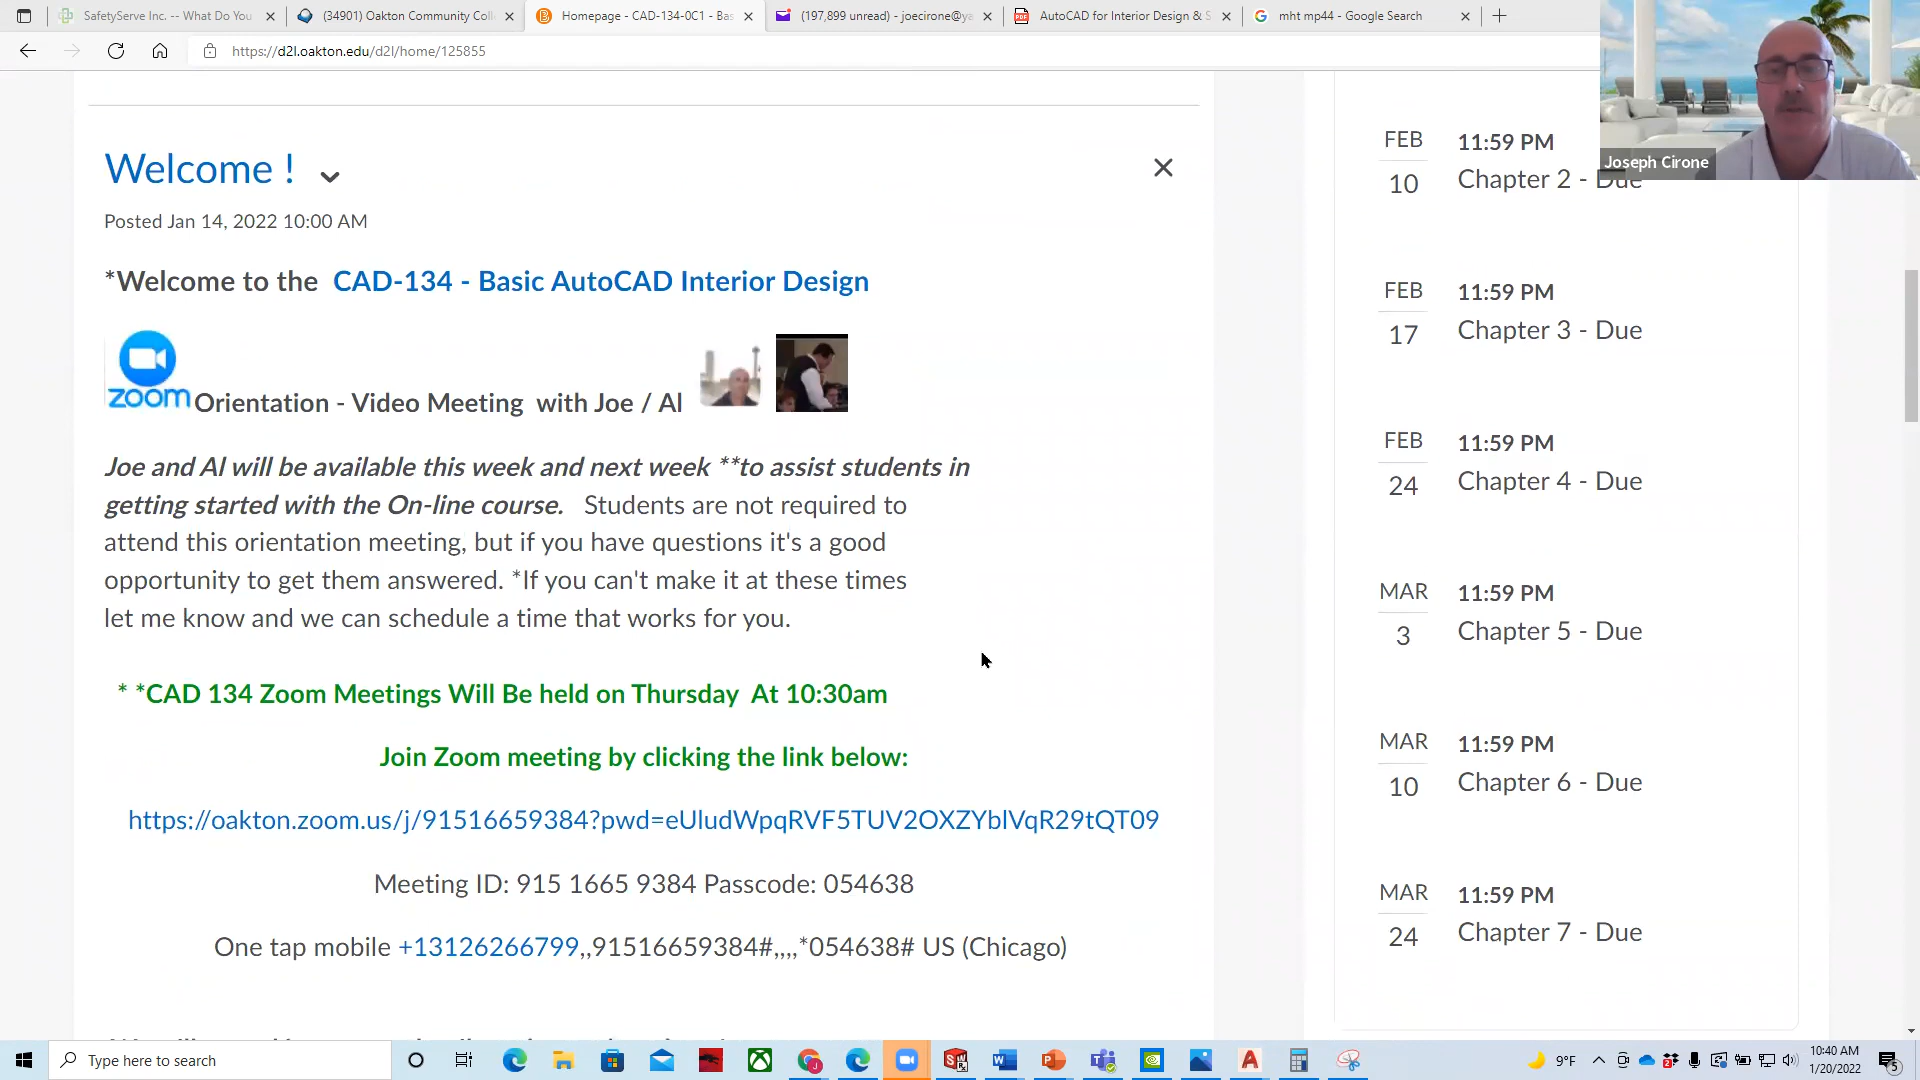 SafetyServe Inc. -- What Do You
(34901) Oakton Community Coll
Homepage - CAD-134-0C1 - Bas
(197,899 unread) - joecirone@ya
AutoCAD for Interior Design & S
mht mp44 - Google Search
https://d2l.oakton.edu/d2l/home/125855
Joseph Cirone
Welcome !
Posted Jan 14, 2022 10:00 AM
*Welcome to the CAD-134 - Basic AutoCAD Interior Design
zoom Orientation - Video Meeting with Joe / Al
Joe and Al will be available this week and next week **to assist students in
getting started with the On-line course. Students are not required to
attend this orientation meeting, but if you have questions it's a good
opportunity to get them answered. *If you can't make it at these times
let me know and we can schedule a time that works for you.
* *CAD 134 Zoom Meetings Will Be held on Thursday At 10:30am
Join Zoom meeting by clicking the link below:
https://oakton.zoom.us/j/91516659384?pwd=eUludWpqRVF5TUV2OXZYblVqR29tQT09
Meeting ID: 915 1665 9384 Passcode: 054638
One tap mobile +13126266799,,91516659384#,,,,*054638# US (Chicago)
FEB
10
11:59 PM
Chapter 2 - Due
FEB
17
11:59 PM
Chapter 3 - Due
FEB
24
11:59 PM
Chapter 4 - Due
MAR
3
11:59 PM
Chapter 5 - Due
MAR
10
11:59 PM
Chapter 6 - Due
MAR
24
11:59 PM
Chapter 7 - Due
Type here to search
9°F
10:40 AM
1/20/2022
5